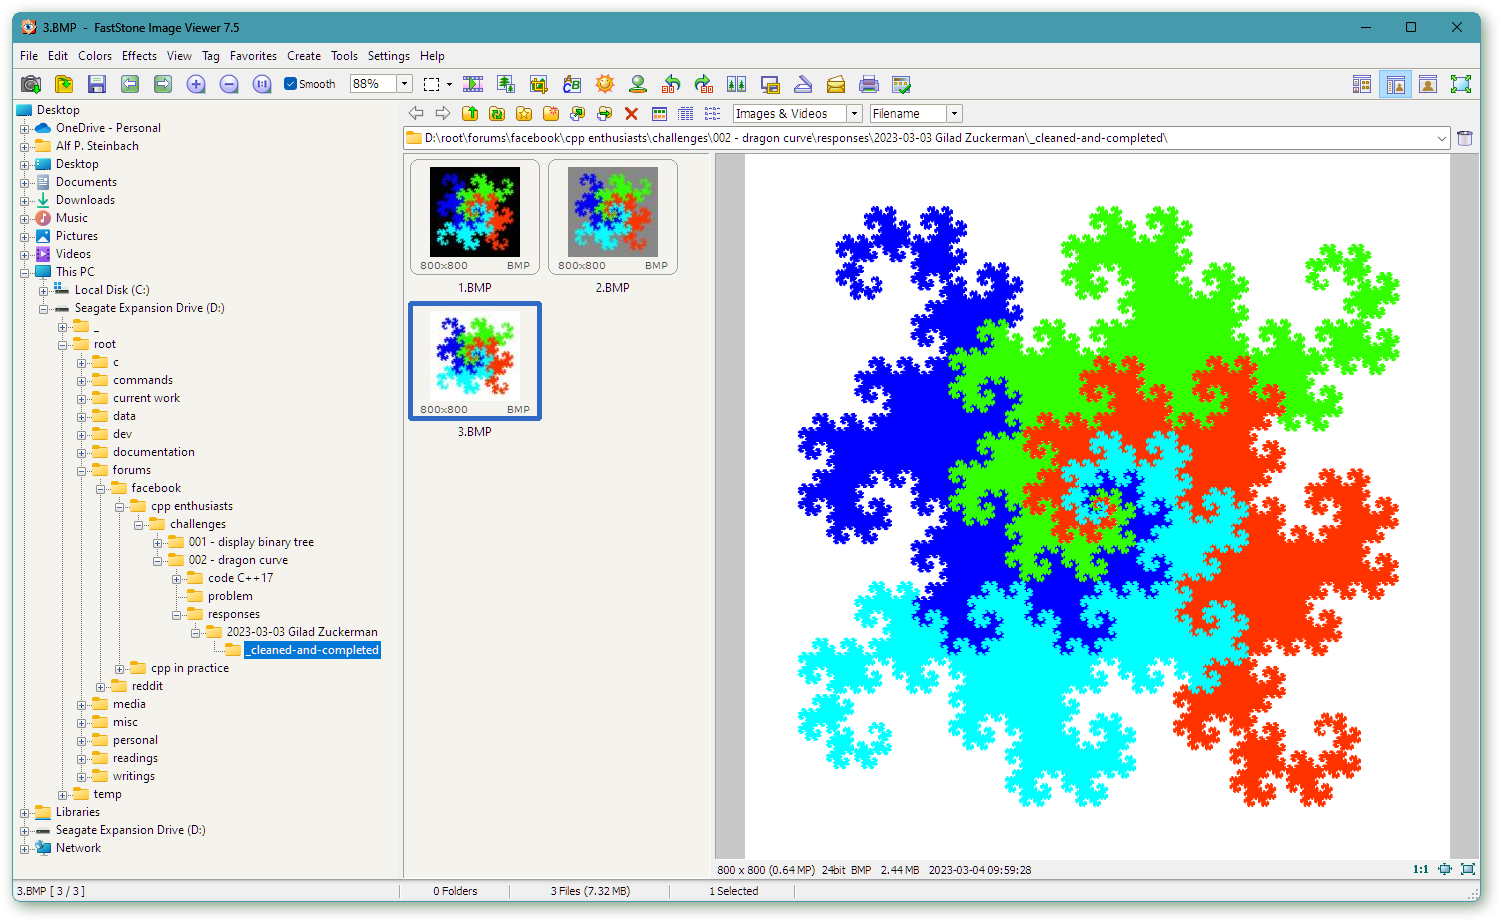 3.BMP - FastStone Image Viewer 7.5
File Edit Colors Effects View Tag Favorites Create Tools Settings Help
Smooth 88%
Images & Videos Filename
D:\root\forums\facebook\cpp enthusiasts\challenges\002 - dragon curve\responses\2023-03-03 Gilad Zuckerman\_cleaned-and-completed\
Desktop
OneDrive - Personal
Alf P. Steinbach
Desktop
Documents
Downloads
Music
Pictures
Videos
This PC
Local Disk (C:)
Seagate Expansion Drive (D:)
_
root
c
commands
current work
data
dev
documentation
forums
facebook
cpp enthusiasts
challenges
001 - display binary tree
002 - dragon curve
code C++17
problem
responses
2023-03-03 Gilad Zuckerman
_cleaned-and-completed
cpp in practice
reddit
media
misc
personal
readings
writings
temp
Libraries
Seagate Expansion Drive (D:)
Network
800x800 BMP
1.BMP
800x800 BMP
2.BMP
800x800 BMP
3.BMP
800 x 800 (0.64 MP) 24bit BMP 2.44 MB 2023-03-04 09:59:28 1:1
3.BMP [ 3 / 3 ] 0 Folders 3 Files (7.32 MB) 1 Selected